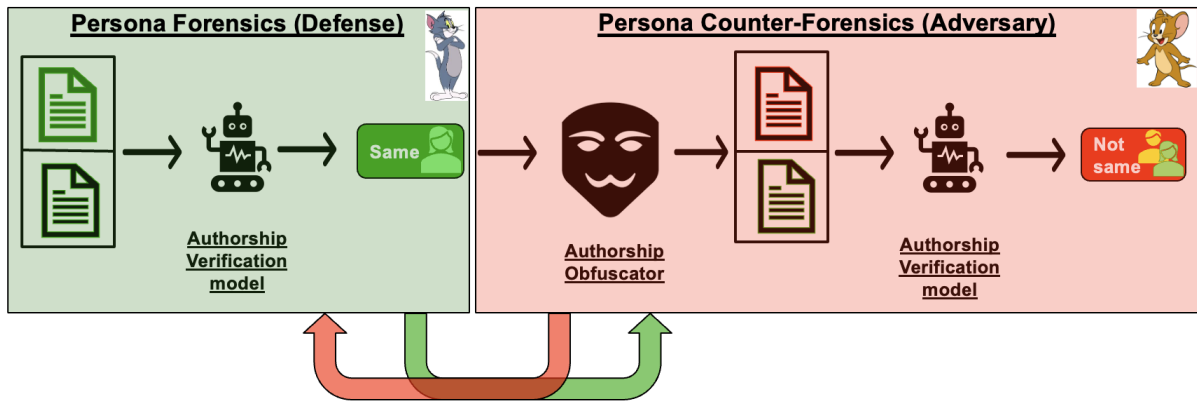 Persona Forensics (Defense)
Persona Counter-Forensics (Adversary)
Same
Not
same
Authorship
Verification
model
Authorship
Obfuscator
Authorship
Verification
model